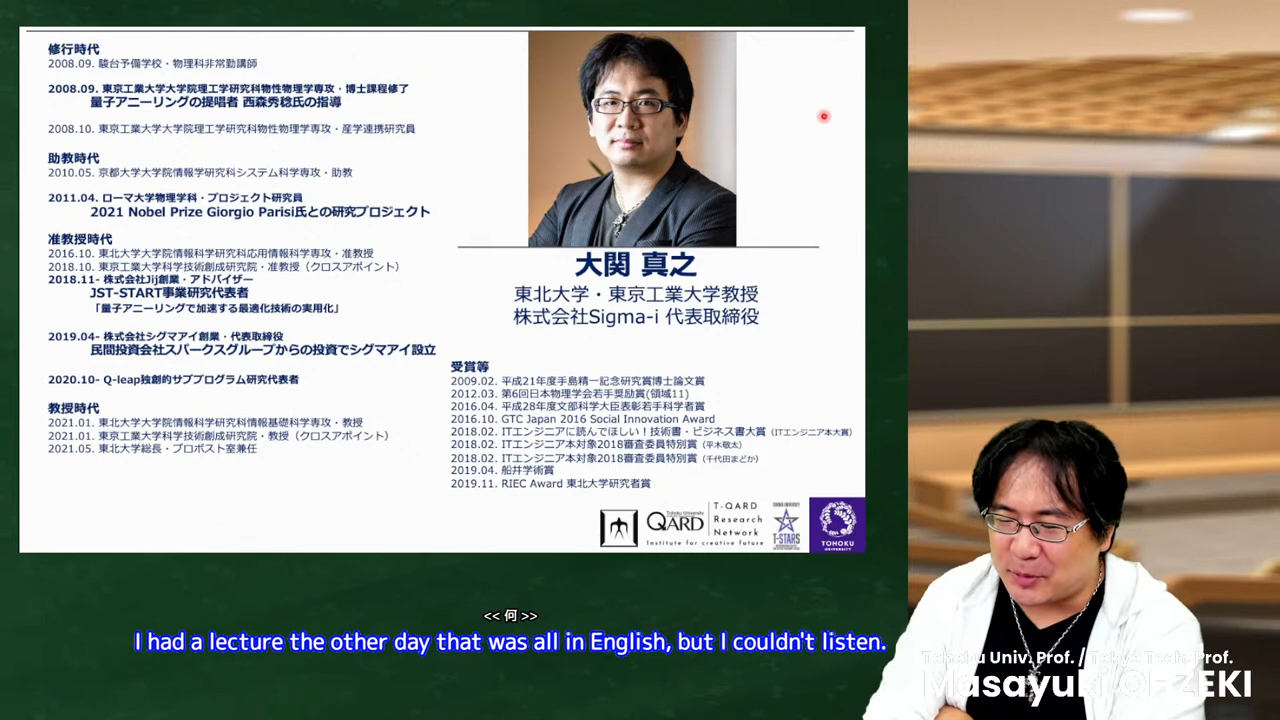 修行時代
2008.09. 駿台予備学校・物理科非常勤講師
2008.09. 東京工業大学大学院理工学研究科物性物理学専攻・博士課程修了
量子アニーリングの提唱者 西森秀稔氏の指導
2008.10. 東京工業大学大学院理工学研究科物性物理学専攻・産学連携研究員
助教時代
2010.05. 京都大学大学院情報学研究科システム科学専攻・助教
2011.04. ローマ大学物理学科・プロジェクト研究員
2021 Nobel Prize Giorgio Parisi氏との研究プロジェクト
准教授時代
2016.10. 東北大学大学院情報科学研究科応用情報科学専攻・准教授
2018.10. 東京工業大学科学技術創成研究院・准教授（クロスアポイント）
2018.11- 株式会社Jij創業・アドバイザー
JST-START事業研究代表者
「量子アニーリングで加速する最適化技術の実用化」
2019.04- 株式会社シグマアイ創業・代表取締役
民間投資会社スパークスグループからの投資でシグマアイ設立
2020.10- Q-leap独創的サブプログラム研究代表者
教授時代
2021.01. 東北大学大学院情報科学研究科情報基礎科学専攻・教授
2021.01. 東京工業大学科学技術創成研究院・教授（クロスアポイント）
2021.05. 東北大学総長・プロボスト室兼任
大関 真之
東北大学・東京工業大学教授
株式会社Sigma-i 代表取締役
受賞等
2009.02. 平成21年度手島精一記念研究賞博士論文賞
2012.03. 第6回日本物理学会若手奨励賞(領域11)
2016.04. 平成28年度文部科学大臣表彰若手科学者賞
2016.10. GTC Japan 2016 Social Innovation Award
2018.02. ITエンジニアに読んでほしい！技術書・ビジネス書大賞（ITエンジニア本大賞）
2018.02. ITエンジニア本対象2018審査委員特別賞（平木敬太）
2018.02. ITエンジニア本対象2018審査委員特別賞（千代田まどか）
2019.04. 船井学術賞
2019.11. RIEC Award 東北大学研究者賞
Tohoku University
QARD
T-QARD
Research
Network
Institute for creative future
T-STARS
TOHOKU
UNIVERSITY
<< 何 >>
I had a lecture the other day that was all in English, but I couldn't listen.
Tohoku Univ. Prof. / Tokyo Tech. Prof.
Masayuki OHZEKI